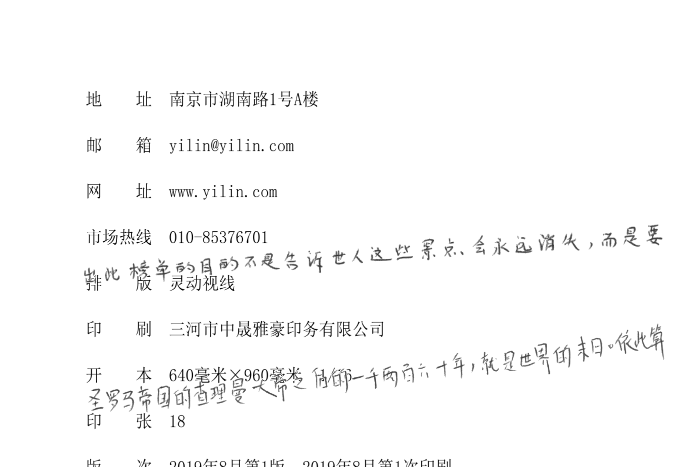 地 址 南京市湖南路1号A楼
邮 箱 yilin@yilin.com
网 址 www.yilin.com
市场热线 010-85376701
出此榜单的目的不是告诉世人这些景点会永远消失，而是要
排 版 灵动视线
印 刷 三河市中晟雅豪印务有限公司
开 本 640毫米×960毫米 1/16
圣罗马帝国的查理曼大帝之后的一千两百六十年，就是世界的末日。依此算
印 张 18
版 次 2019年8月第1版 2019年8月第1次印刷